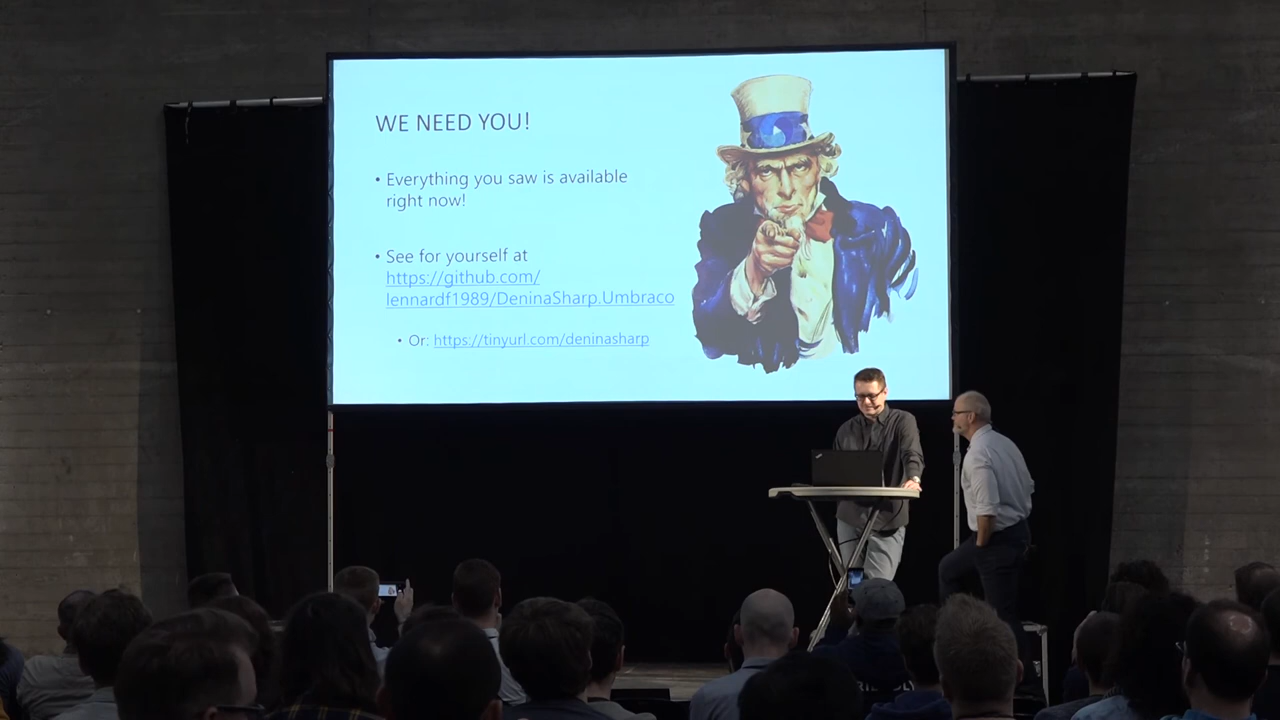 WE NEED YOU!
• Everything you saw is available
right now!
• See for yourself at
https://github.com/
lennardf1989/DeninaSharp.Umbraco
• Or: https://tinyurl.com/deninasharp